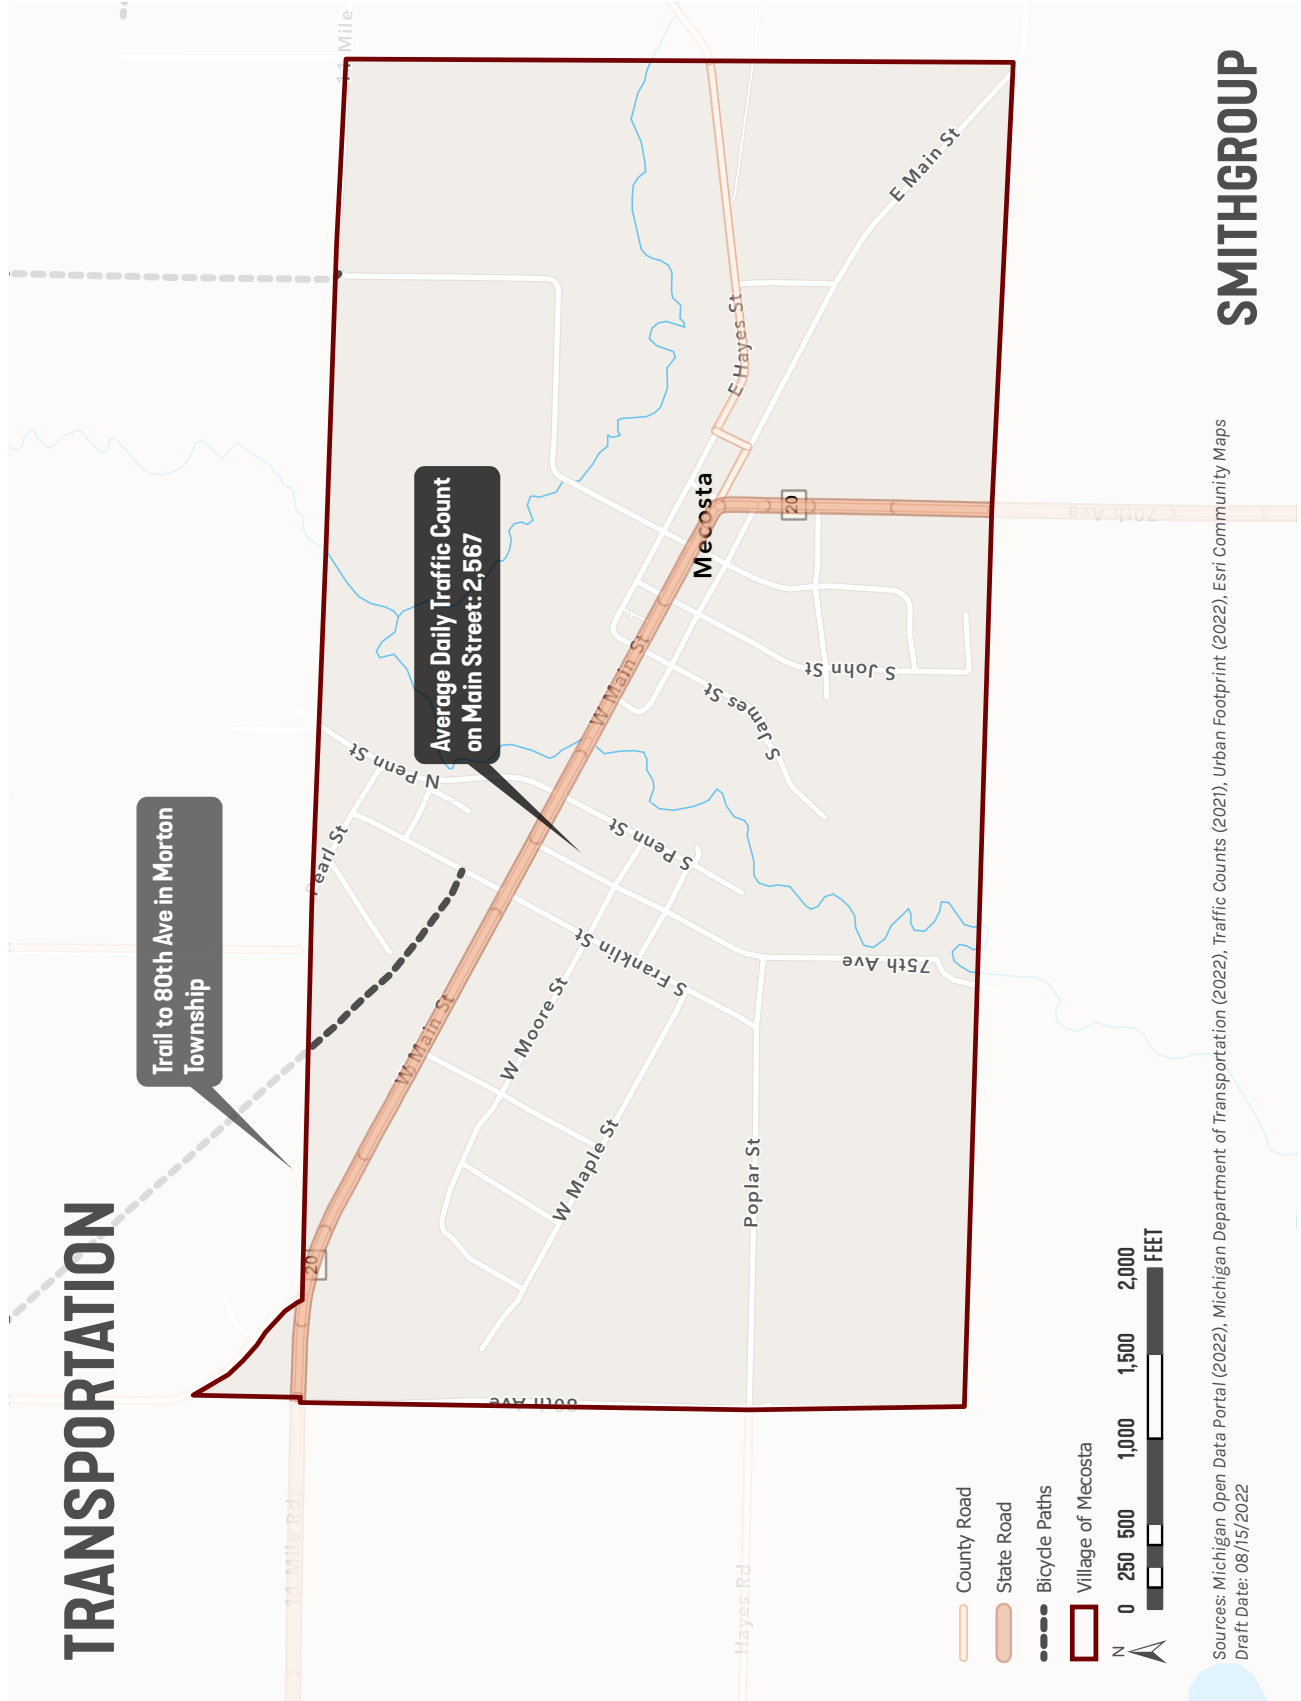 TRANSPORTATION
Trail to 80th Ave in Morton
Township
Average Daily Traffic Count
on Main Street: 2,567
11 Mile
11 Mile Rd
20
W Main St
W Main St
Pearl St
N Penn St
S Penn St
S Franklin St
W Moore St
W Maple St
Poplar St
80th Ave
75th Ave
Hayes Rd
S James St
S John St
Mecosta
20
70th Ave
E Hayes St
E Main St
County Road
State Road
Bicycle Paths
Village of Mecosta
N
0 250 500 1,000 1,500 2,000
FEET
Sources: Michigan Open Data Portal (2022), Michigan Department of Transportation (2022), Traffic Counts (2021), Urban Footprint (2022), Esri Community Maps
Draft Date: 08/15/2022
SMITHGROUP